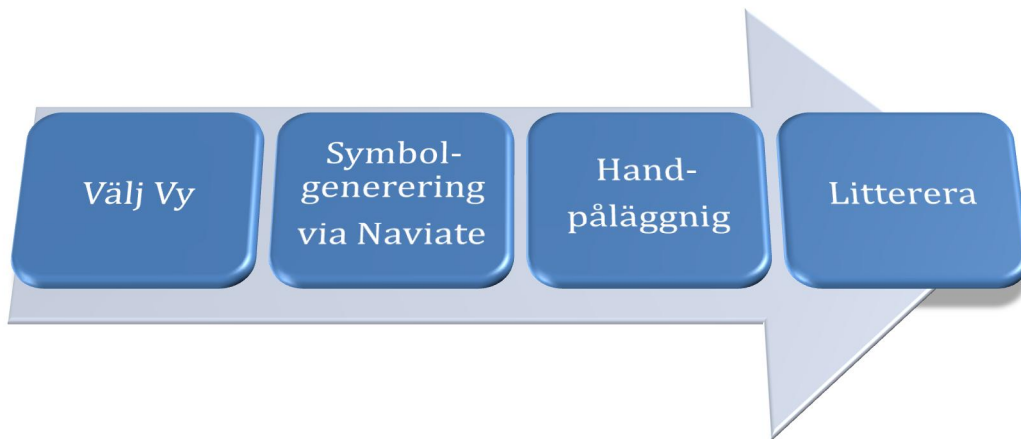 Välj Vy
Symbol-
generering
via Naviate
Hand-
påläggnig
Litterera